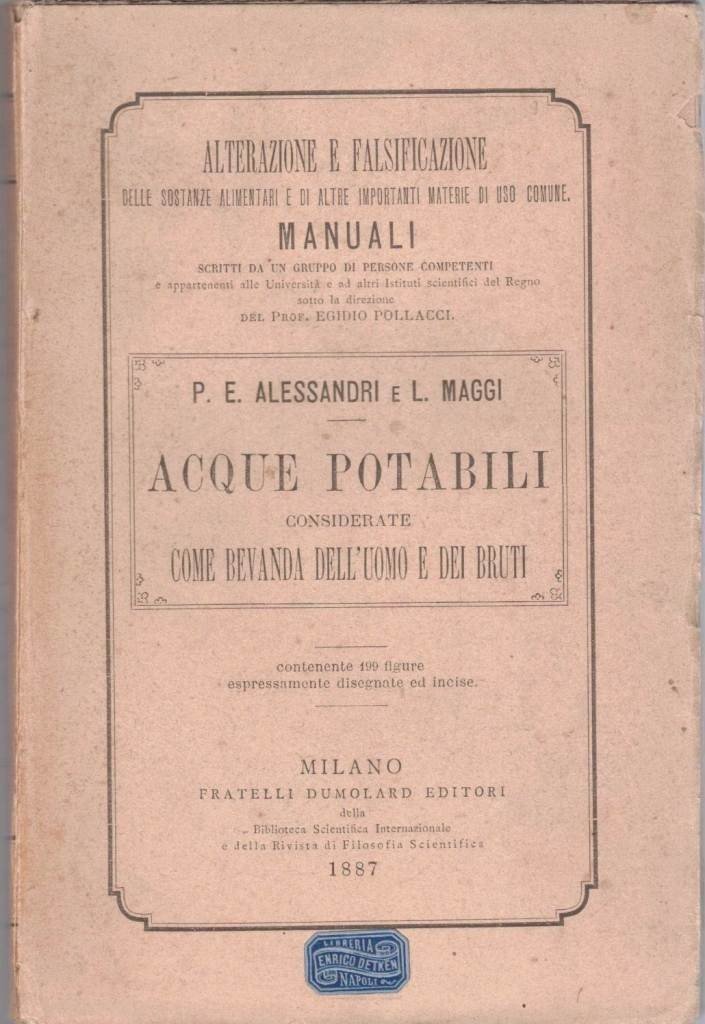 ALTERAZIONE E FALSIFICAZIONE
DELLE SOSTANZE ALIMENTARI E DI ALTRE IMPORTANTI MATERIE DI USO COMUNE.
MANUALI
SCRITTI DA UN GRUPPO DI PERSONE COMPETENTI
e appartenenti alle Università e ad altri Istituti scientifici del Regno
sotto la direzione
DEL PROF. EGIDIO POLLACCI.
P. E. ALESSANDRI E L. MAGGI
ACQUE POTABILI
CONSIDERATE
COME BEVANDA DELL'UOMO E DEI BRUTI
contenente 199 figure
espressamente disegnate ed incise.
MILANO
FRATELLI DUMOLARD EDITORI
della
Biblioteca Scientifica Internazionale
e della Rivista di Filosofia Scientifica
1887
LIBRERIA
ENRICO DETKEN
NAPOLI